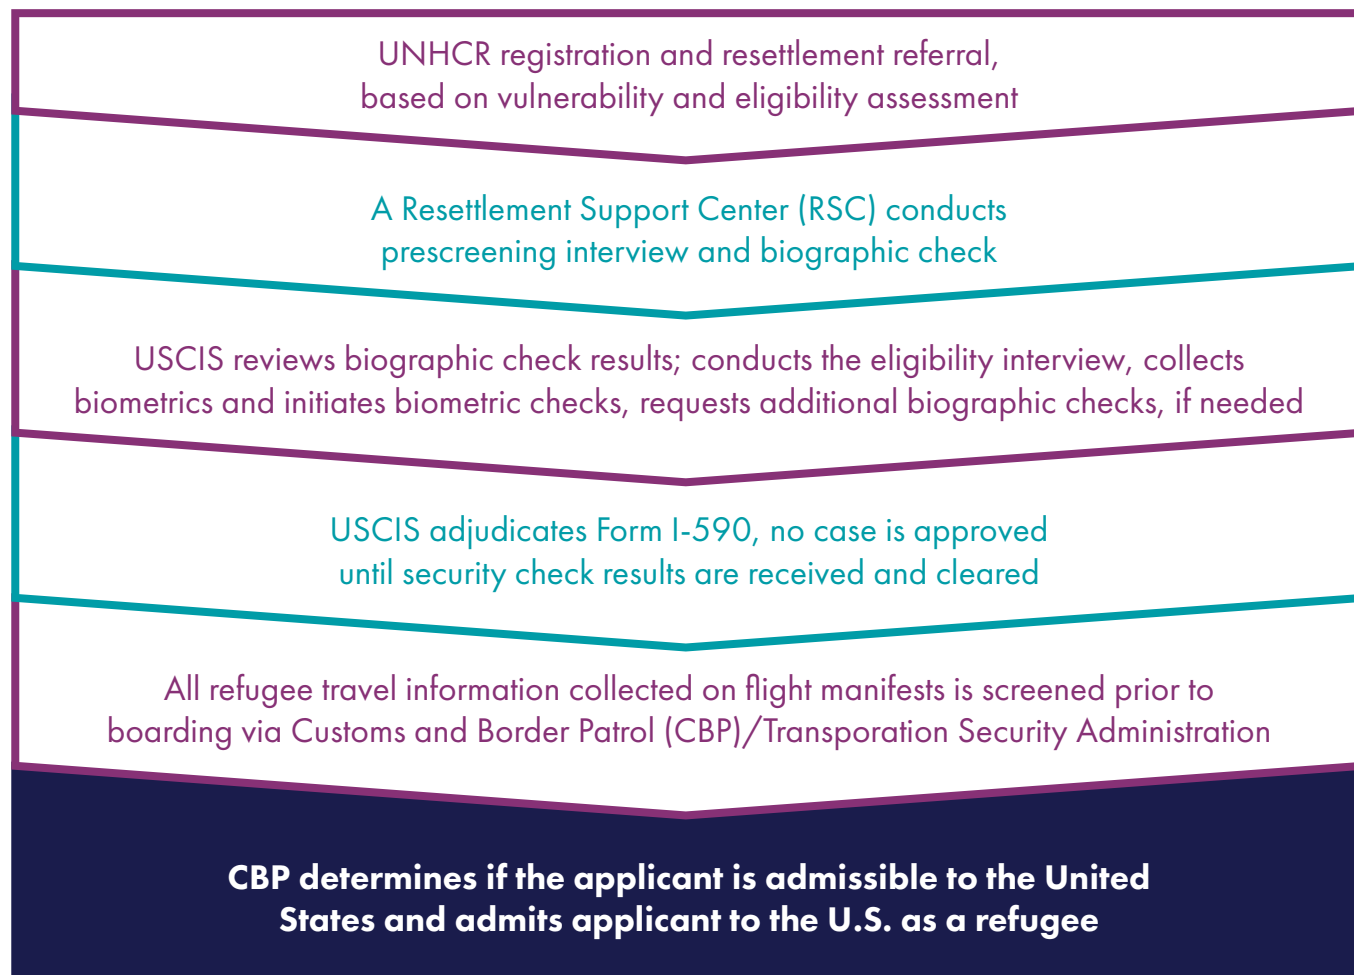 UNHCR registration and resettlement referral,
based on vulnerability and eligibility assessment
A Resettlement Support Center (RSC) conducts
prescreening interview and biographic check
USCIS reviews biographic check results; conducts the eligibility interview, collects
biometrics and initiates biometric checks, requests additional biographic checks, if needed
USCIS adjudicates Form I-590, no case is approved
until security check results are received and cleared
All refugee travel information collected on flight manifests is screened prior to
boarding via Customs and Border Patrol (CBP)/Transporation Security Administration
CBP determines if the applicant is admissible to the United
States and admits applicant to the U.S. as a refugee